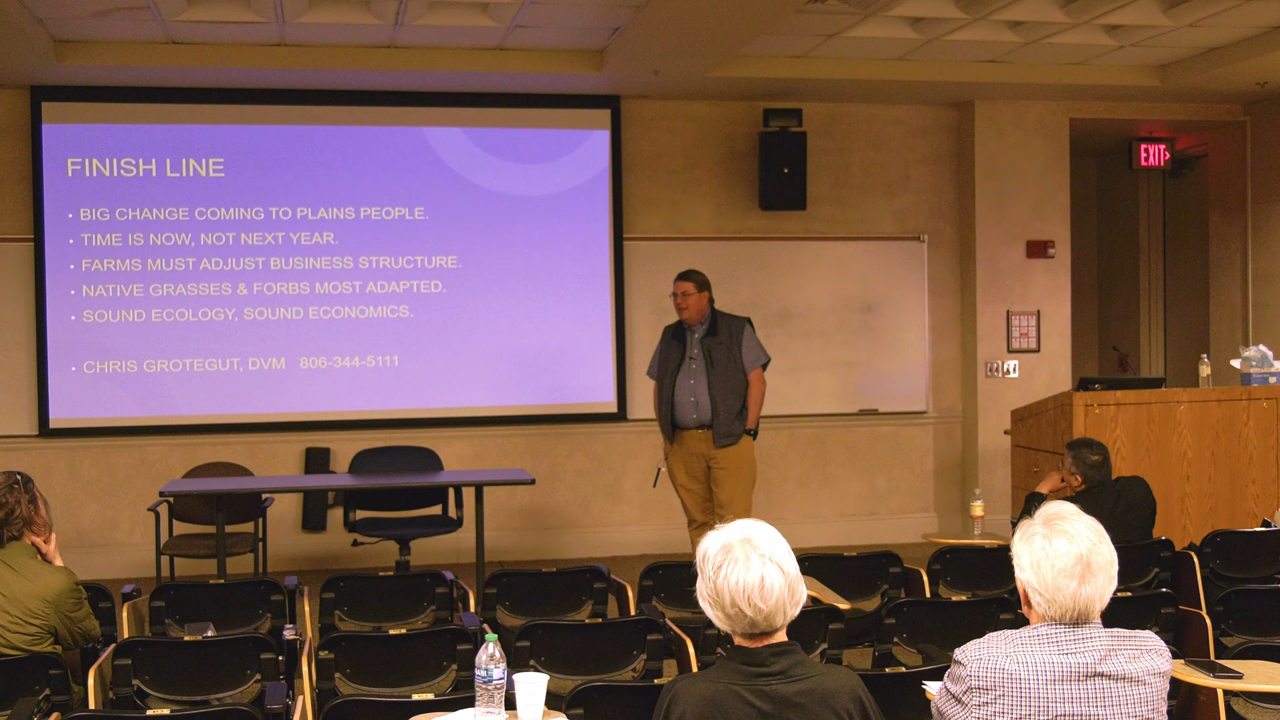 FINISH LINE
• BIG CHANGE COMING TO PLAINS PEOPLE.
• TIME IS NOW, NOT NEXT YEAR.
• FARMS MUST ADJUST BUSINESS STRUCTURE.
• NATIVE GRASSES & FORBS MOST ADAPTED.
• SOUND ECOLOGY, SOUND ECONOMICS.
• CHRIS GROTEGUT, DVM 806-344-5111
EXIT